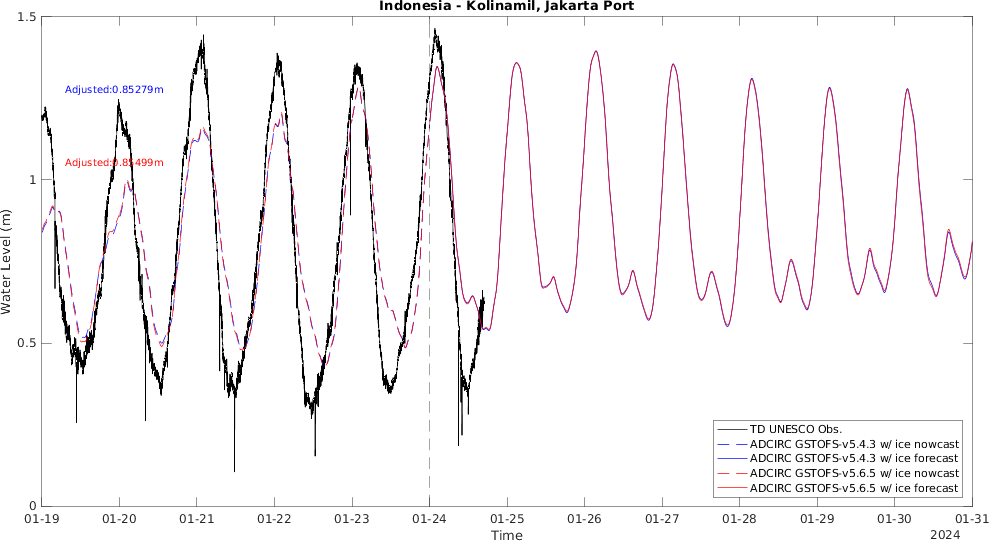 Indonesia - Kolinamil, Jakarta Port
1.5
1
0.5
0
Water Level (m)
Adjusted:0.85279m
Adjusted:0.85499m
TD UNESCO Obs.
ADCIRC GSTOFS-v5.4.3 w/ ice nowcast
ADCIRC GSTOFS-v5.4.3 w/ ice forecast
ADCIRC GSTOFS-v5.6.5 w/ ice nowcast
ADCIRC GSTOFS-v5.6.5 w/ ice forecast
01-19 01-20 01-21 01-22 01-23 01-24 01-25 01-26 01-27 01-28 01-29 01-30 01-31
Time
2024